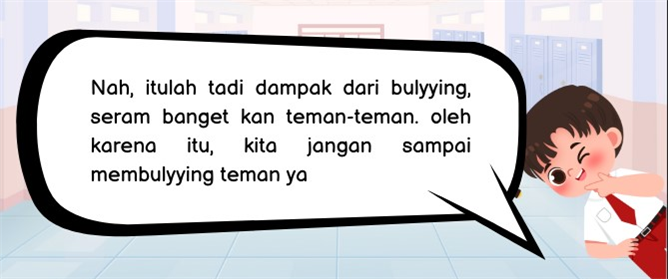 Nah, itulah tadi dampak dari bulyying,
seram banget kan teman-teman. oleh
karena itu, kita jangan sampai
membulyying teman ya